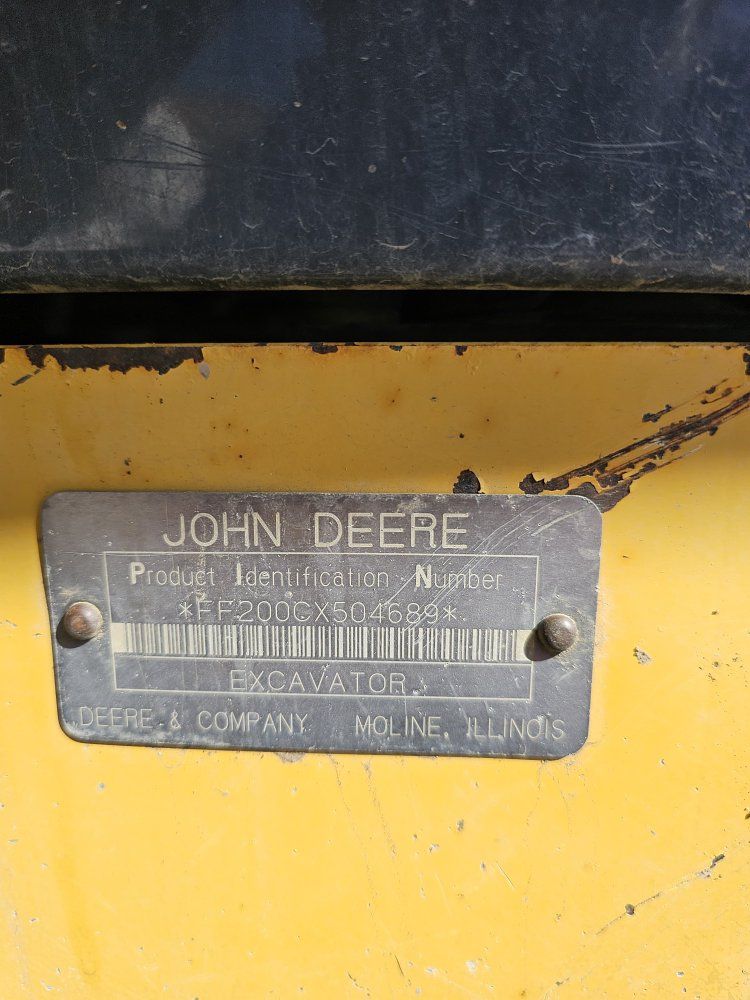 JOHN DEERE
Product Identification Number
*FF200CX504689*
EXCAVATOR
DEERE & COMPANY MOLINE, ILLINOIS